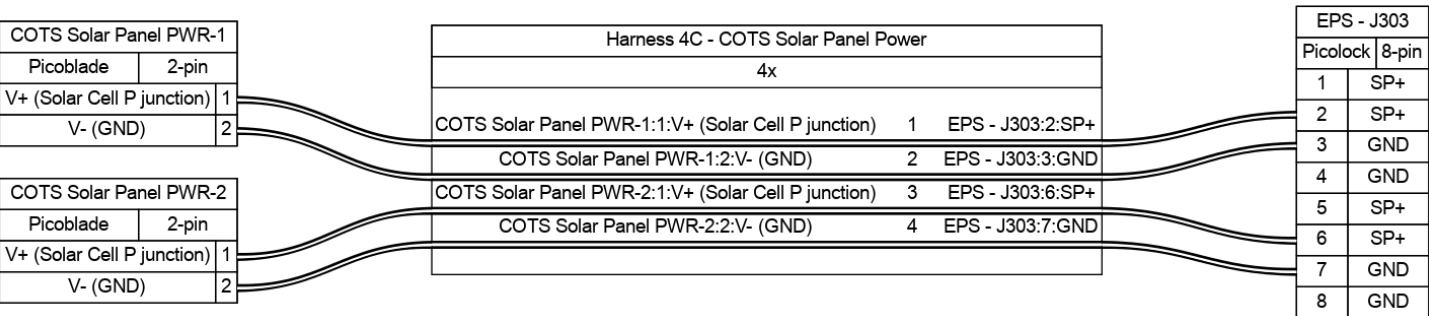 COTS Solar Panel PWR-1
Picoblade 2-pin
V+ (Solar Cell P junction) 1
V- (GND) 2
COTS Solar Panel PWR-2
Picoblade 2-pin
V+ (Solar Cell P junction) 1
V- (GND) 2
Harness 4C - COTS Solar Panel Power
4x
COTS Solar Panel PWR-1:1:V+ (Solar Cell P junction) 1 EPS - J303:2:SP+
COTS Solar Panel PWR-1:2:V- (GND) 2 EPS - J303:3:GND
COTS Solar Panel PWR-2:1:V+ (Solar Cell P junction) 3 EPS - J303:6:SP+
COTS Solar Panel PWR-2:2:V- (GND) 4 EPS - J303:7:GND
EPS - J303
Picolock 8-pin
1 SP+
2 SP+
3 GND
4 GND
5 SP+
6 SP+
7 GND
8 GND